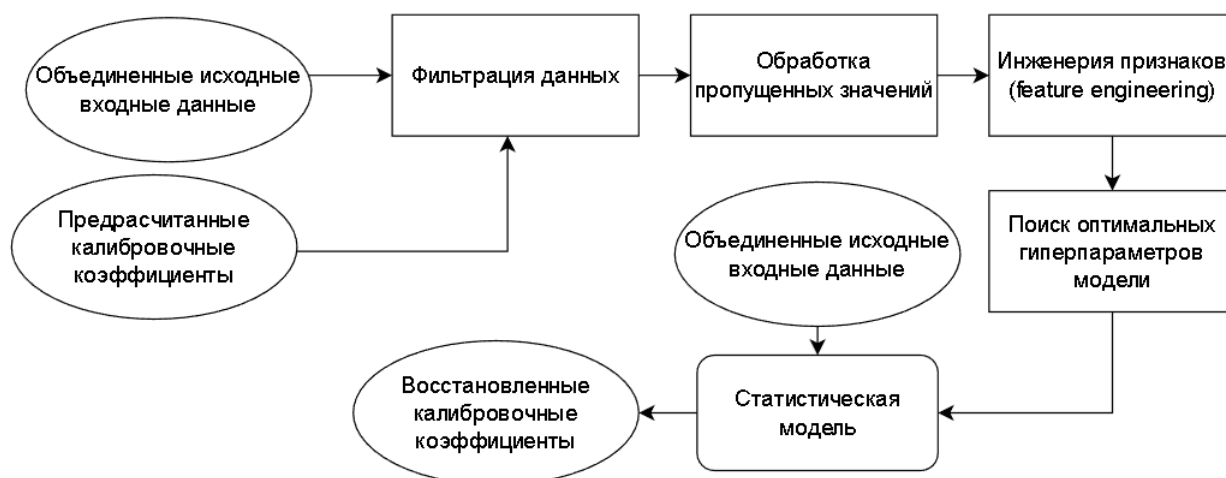 Объединенные исходные
входные данные
Фильтрация данных
Обработка
пропущенных значений
Инженерия признаков
(feature engineering)
Предрасчитанные
калибровочные
коэффициенты
Объединенные исходные
входные данные
Поиск оптимальных
гиперпараметров
модели
Восстановленные
калибровочные
коэффициенты
Статистическая
модель